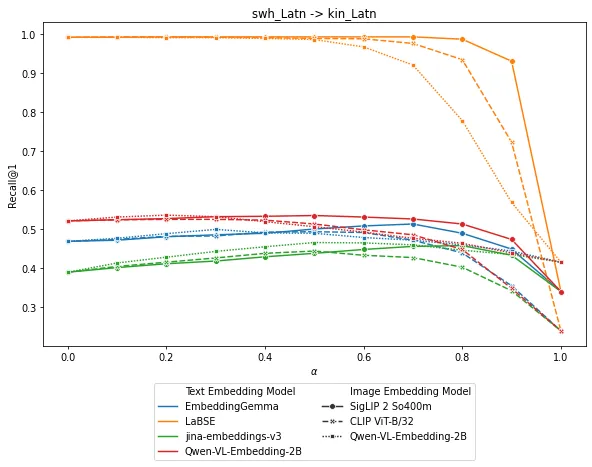 swh_Latn -> kin_Latn
Recall@1
1.0
0.9
0.8
0.7
0.6
0.5
0.4
0.3
0.0 0.2 0.4 0.6 0.8 1.0
α
Text Embedding Model Image Embedding Model
EmbeddingGemma SigLIP 2 So400m
LaBSE CLIP ViT-B/32
jina-embeddings-v3 Qwen-VL-Embedding-2B
Qwen-VL-Embedding-2B